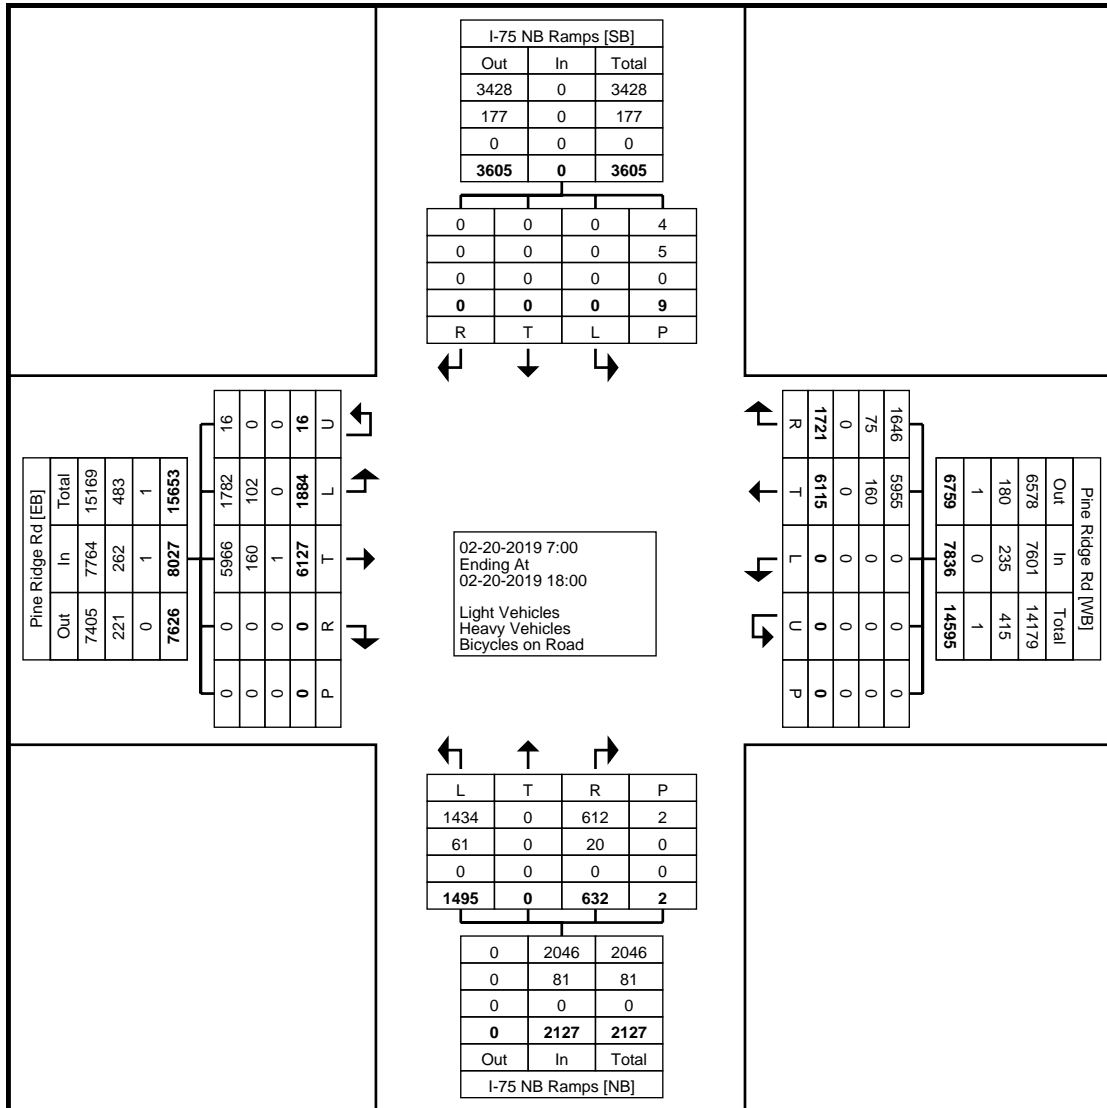 I-75 NB Ramps [SB]
Out In Total
3428 0 3428
177 0 177
0 0 0
3605 0 3605
0 0 0 4
0 0 0 5
0 0 0 0
0 0 0 9
R T L P
Pine Ridge Rd [EB]
Total In Out
15169 7764 7405
483 262 221
1 1 0
15653 8027 7626
16 1782 5966 0 0
0 102 160 0 0
0 0 1 0 0
16 1884 6127 0 0
U L T R P
02-20-2019 7:00
Ending At
02-20-2019 18:00
Light Vehicles
Heavy Vehicles
Bicycles on Road
R T L U P
1721 6115 0 0 0
0 0 0 0 0
75 160 0 0 0
1646 5955 0 0 0
Pine Ridge Rd [WB]
Out In Total
6578 7601 14179
180 235 415
1 0 1
6759 7836 14595
L T R P
1434 0 612 2
61 0 20 0
0 0 0 0
1495 0 632 2
0 2046 2046
0 81 81
0 0 0
0 2127 2127
Out In Total
I-75 NB Ramps [NB]